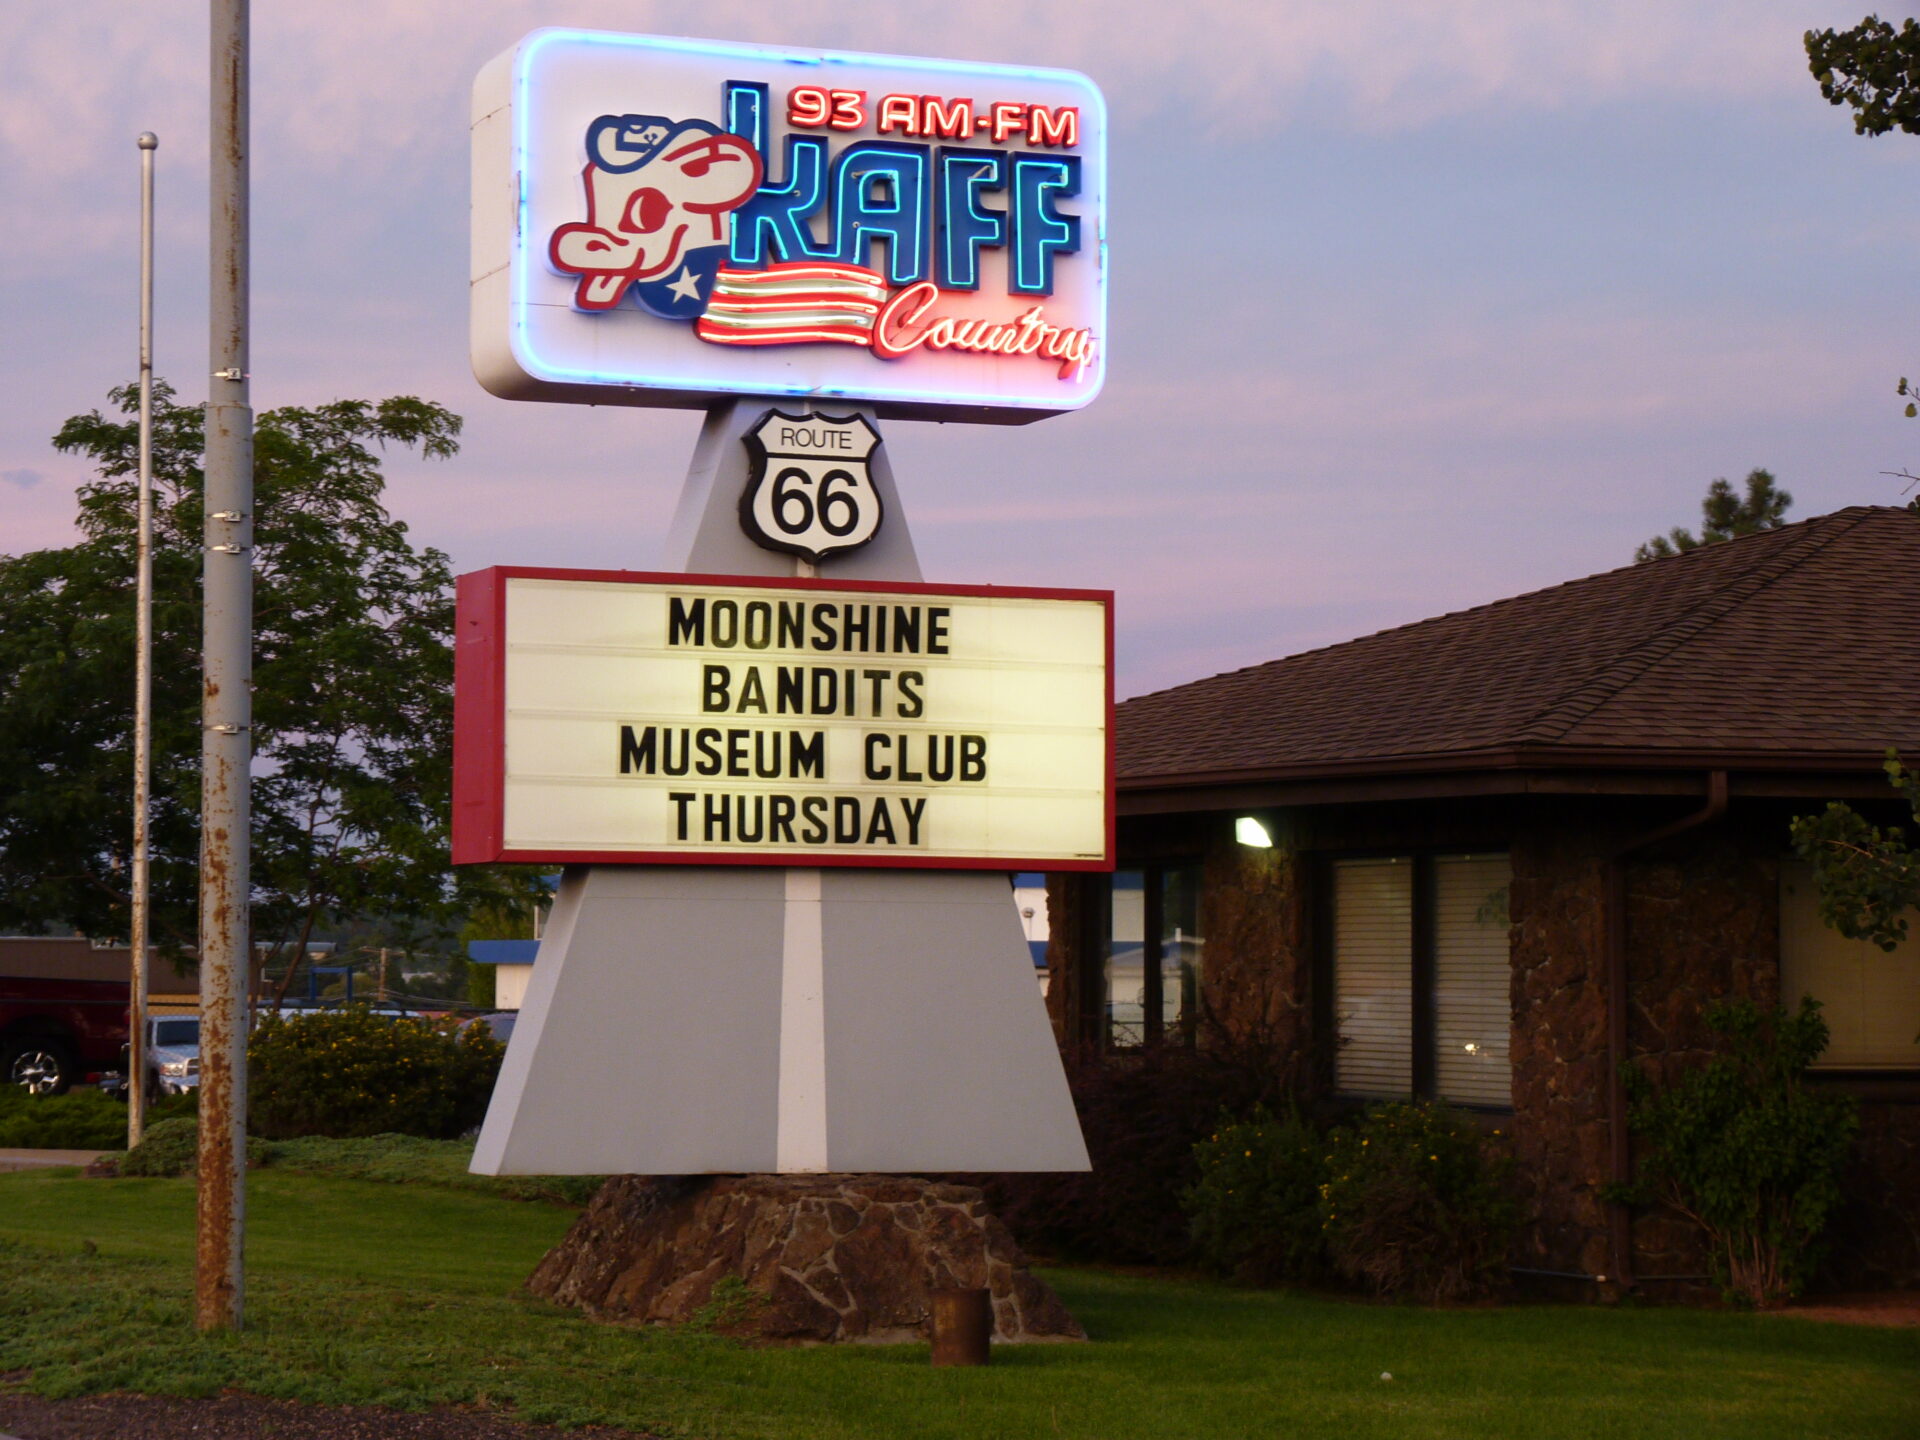 93 AM-FM
KAFF
Country
ROUTE
66
MOONSHINE
BANDITS
MUSEUM CLUB
THURSDAY